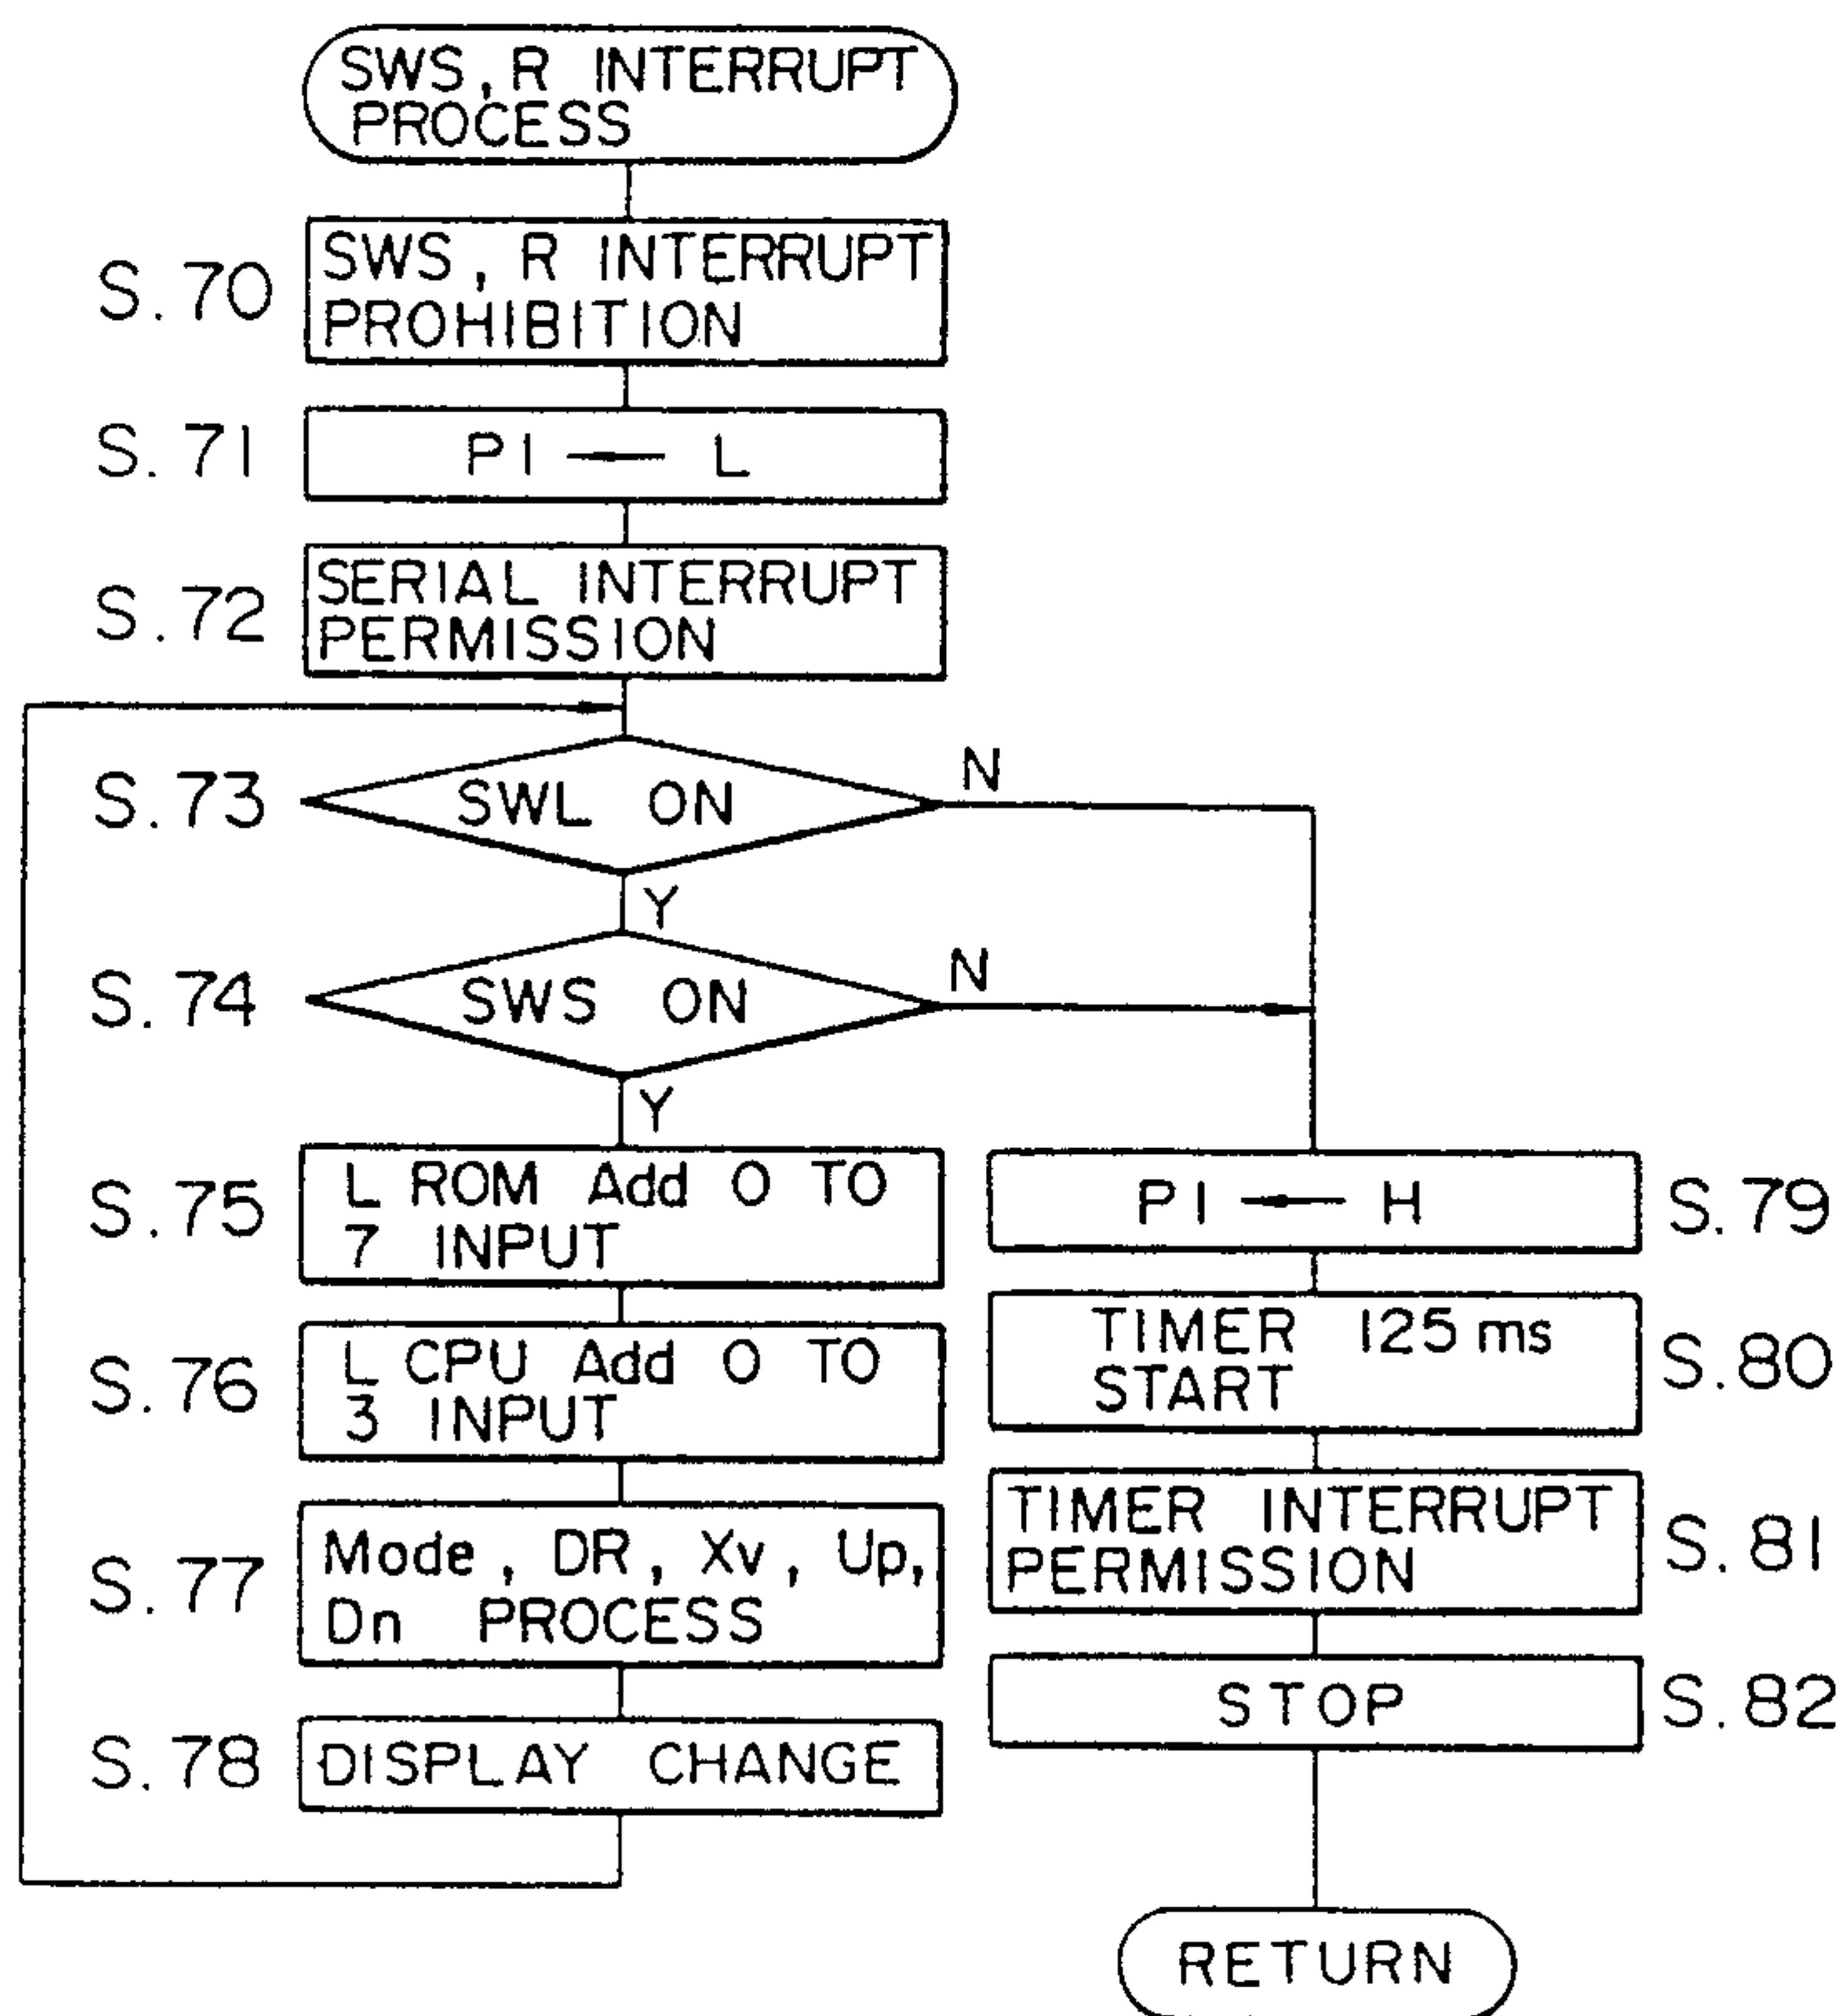 SWS, R INTERRUPT
PROCESS
S.70
SWS, R INTERRUPT
PROHIBITION
S.71
P1 ← L
S.72
SERIAL INTERRUPT
PERMISSION
S.73
SWL ON
N
Y
S.74
SWS ON
N
Y
S.75
L ROM Add 0 TO
7 INPUT
S.76
L CPU Add 0 TO
3 INPUT
S.77
Mode, DR, Xv, Up,
Dn PROCESS
S.78
DISPLAY CHANGE
P1 ← H
S.79
TIMER 125 ms
START
S.80
TIMER INTERRUPT
PERMISSION
S.81
STOP
S.82
RETURN